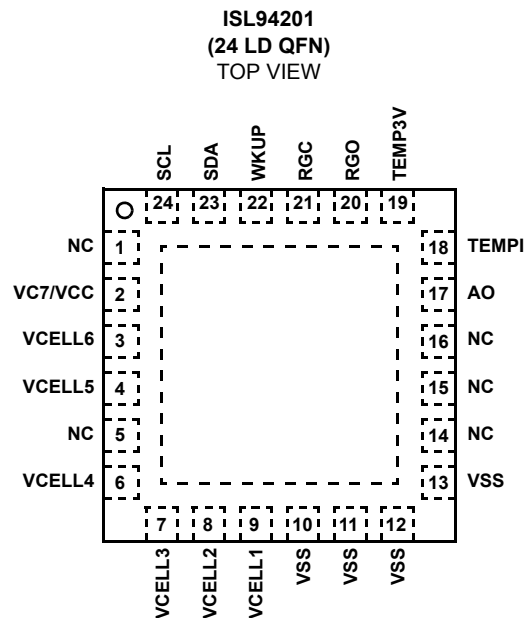 ISL94201
(24 LD QFN)
TOP VIEW
SCL
SDA
WKUP
RGC
RGO
TEMP3V
24 23 22 21 20 19
NC 1
VC7/VCC 2
VCELL6 3
VCELL5 4
NC 5
VCELL4 6
18 TEMPI
17 AO
16 NC
15 NC
14 NC
13 VSS
7 8 9 10 11 12
VCELL3
VCELL2
VCELL1
VSS
VSS
VSS